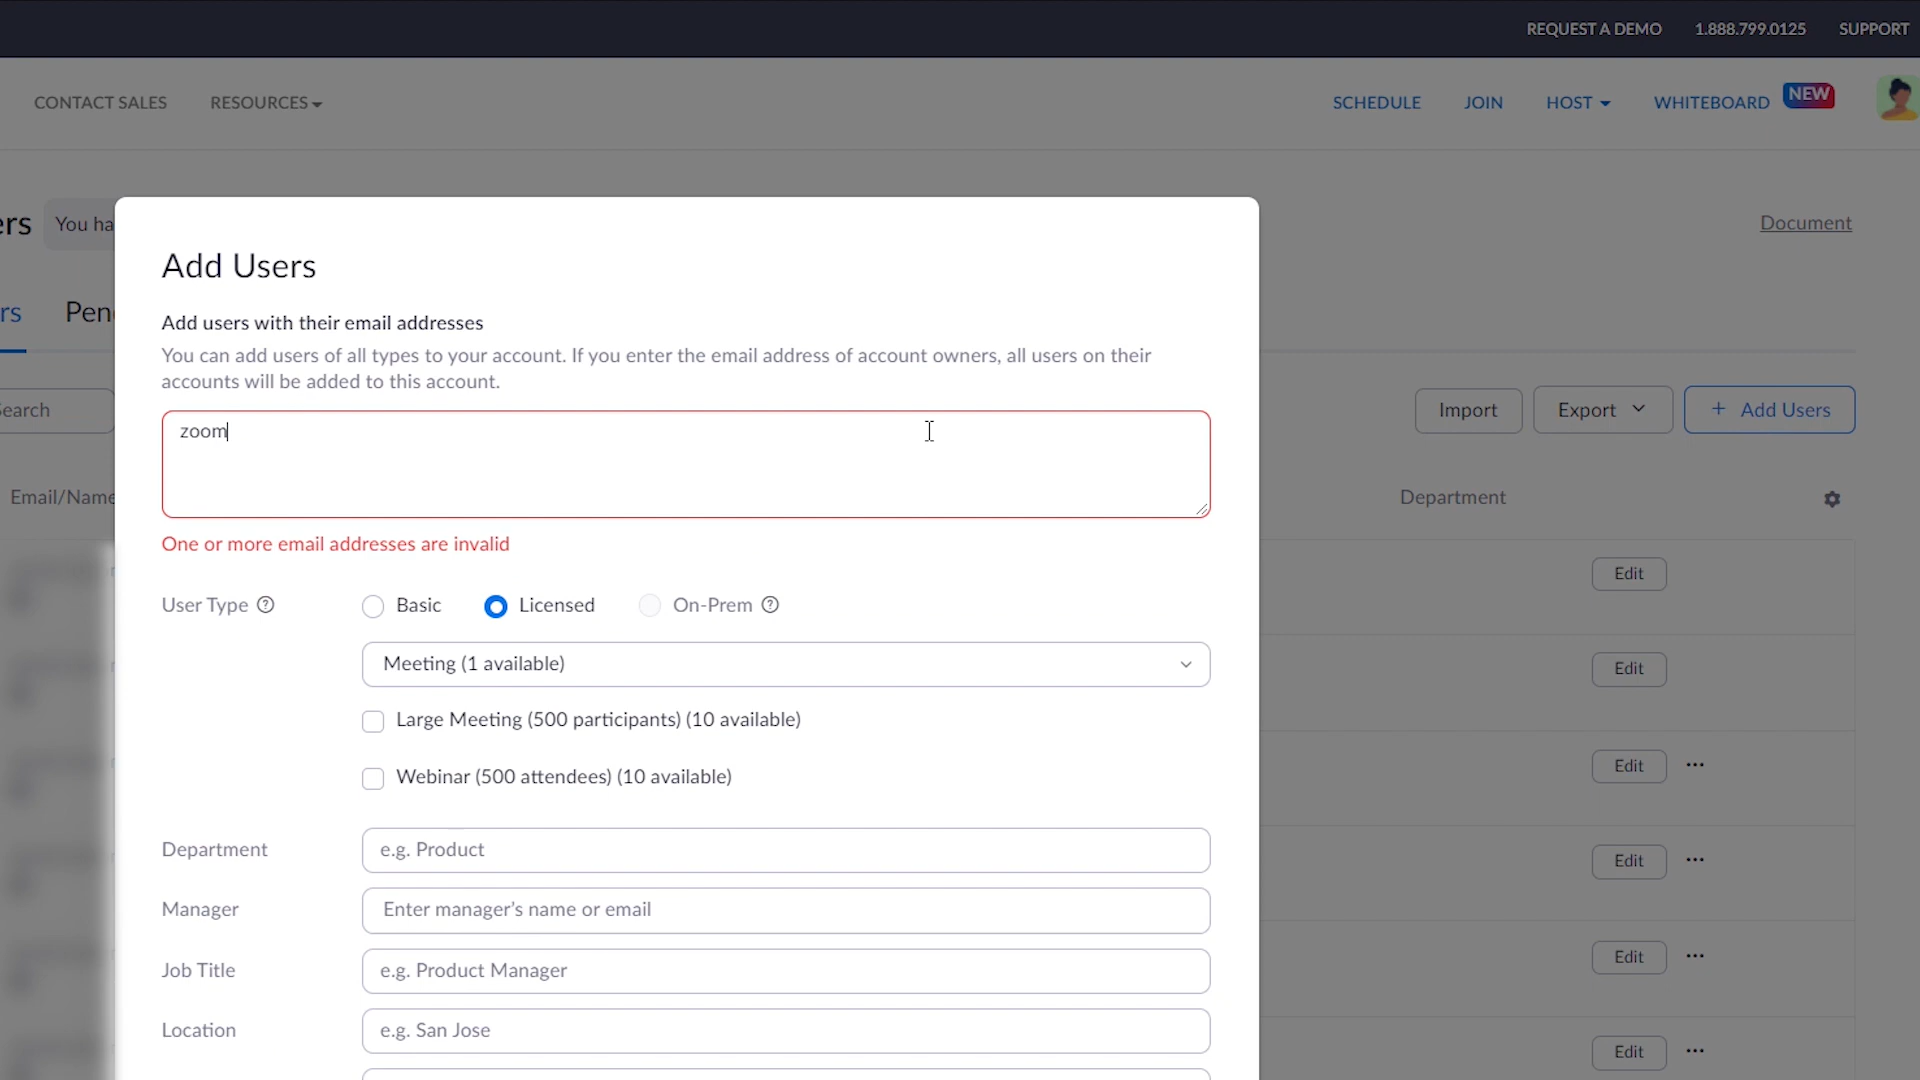 REQUEST A DEMO 1.888.799.0125 SUPPORT
CONTACT SALES RESOURCES SCHEDULE JOIN HOST WHITEBOARD NEW
ers You ha Document
Add Users
rs Pen
Add users with their email addresses
You can add users of all types to your account. If you enter the email address of account owners, all users on their
accounts will be added to this account.
Search Import Export + Add Users
zoom
Email/Name Department
One or more email addresses are invalid
Edit
User Type ? Basic Licensed On-Prem ?
Meeting (1 available) Edit
Large Meeting (500 participants) (10 available)
Webinar (500 attendees) (10 available) Edit ...
Department e.g. Product Edit ...
Manager Enter manager's name or email
Job Title e.g. Product Manager Edit ...
Location e.g. San Jose
Edit ...